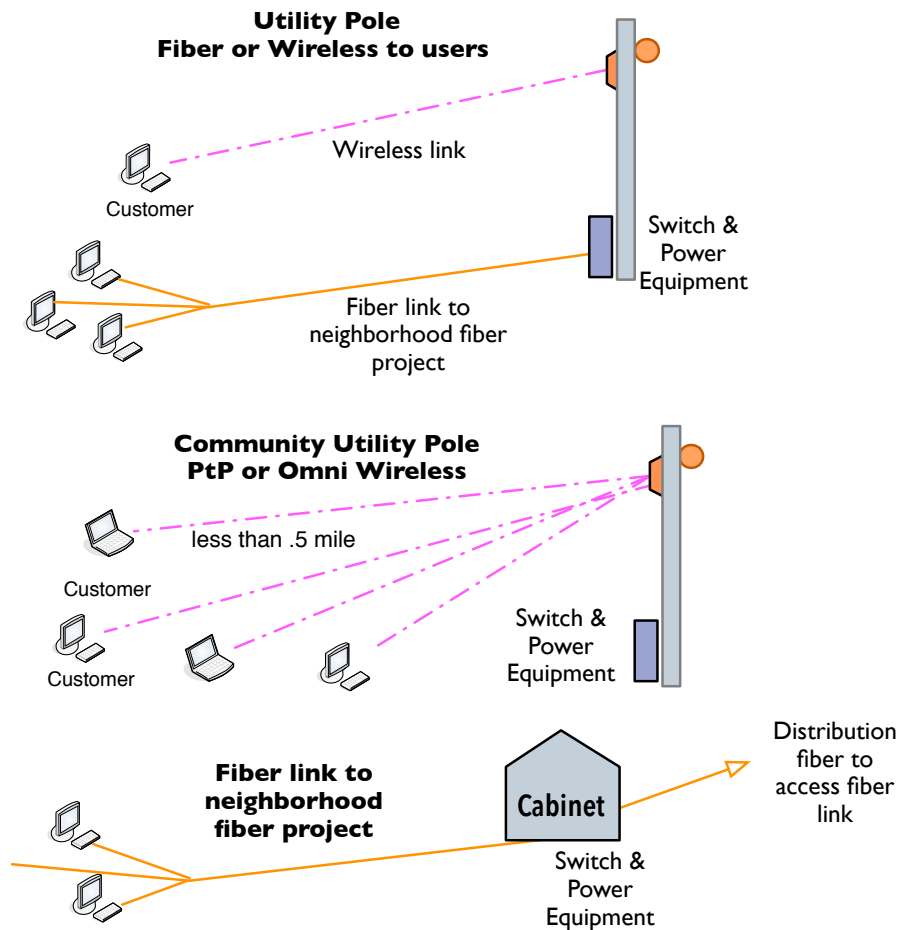 Utility Pole
Fiber or Wireless to users
Wireless link
Customer
Switch &
Power
Equipment
Fiber link to
neighborhood fiber
project
Community Utility Pole
PtP or Omni Wireless
less than .5 mile
Customer
Customer
Switch &
Power
Equipment
Distribution
fiber to
access fiber
link
Fiber link to
neighborhood
fiber project
Cabinet
Switch &
Power
Equipment